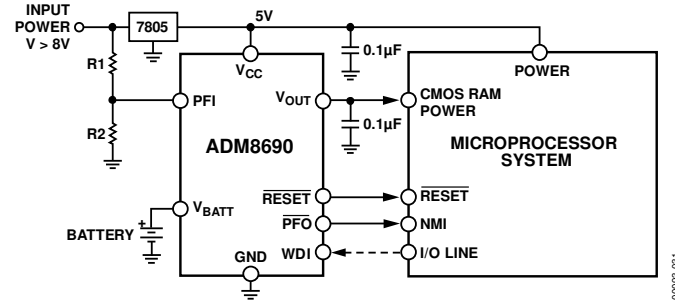 INPUT
POWER
V > 8V
7805
5V
R1
R2
0.1µF
VCC
PFI
VOUT
0.1µF
ADM8690
VBATT
BATTERY
+
RESET
PFO
WDI
GND
POWER
CMOS RAM
POWER
MICROPROCESSOR
SYSTEM
RESET
NMI
I/O LINE